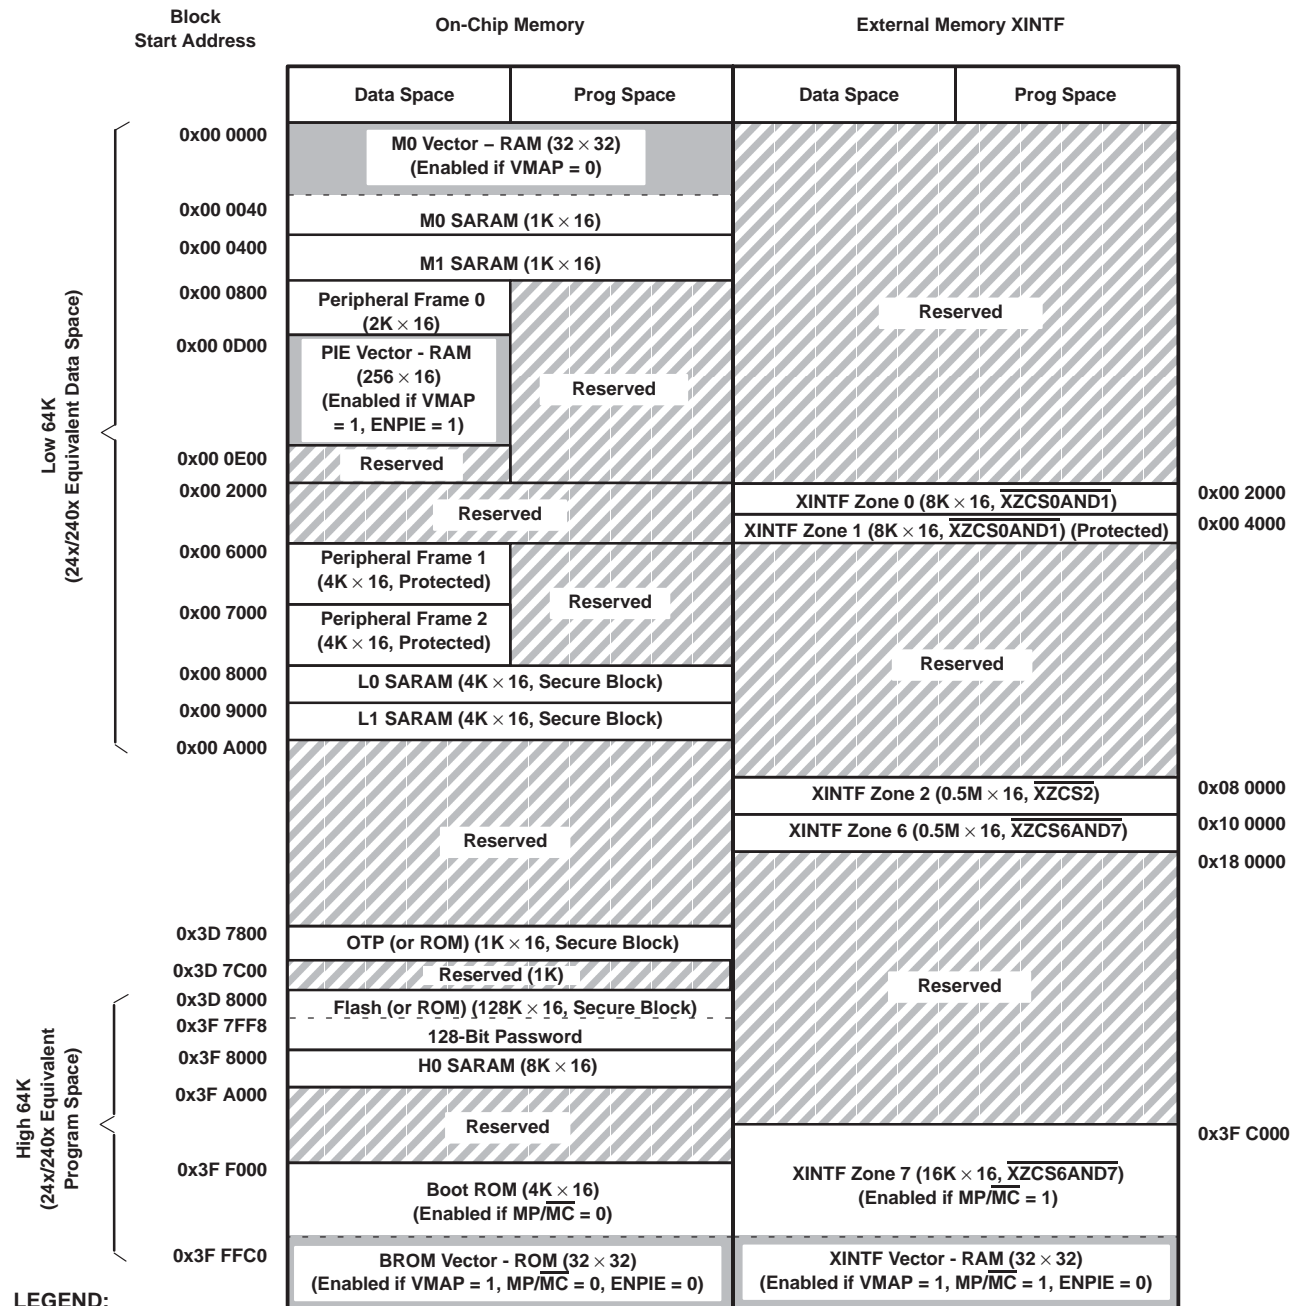 Block
Start Address
On-Chip Memory
External Memory XINTF
Data Space
Prog Space
Data Space
Prog Space
Low 64K
(24x/240x Equivalent Data Space)
0x00 0000
M0 Vector – RAM (32 × 32)
(Enabled if VMAP = 0)
0x00 0040
M0 SARAM (1K × 16)
0x00 0400
M1 SARAM (1K × 16)
0x00 0800
Peripheral Frame 0
(2K × 16)
0x00 0D00
PIE Vector - RAM
(256 × 16)
(Enabled if VMAP
= 1, ENPIE = 1)
Reserved
Reserved
0x00 0E00
Reserved
0x00 2000
Reserved
XINTF Zone 0 (8K × 16, XZCS0AND1)
0x00 2000
XINTF Zone 1 (8K × 16, XZCS0AND1) (Protected)
0x00 4000
0x00 6000
Peripheral Frame 1
(4K × 16, Protected)
Reserved
0x00 7000
Peripheral Frame 2
(4K × 16, Protected)
Reserved
0x00 8000
L0 SARAM (4K × 16, Secure Block)
0x00 9000
L1 SARAM (4K × 16, Secure Block)
0x00 A000
Reserved
XINTF Zone 2 (0.5M × 16, XZCS2)
0x08 0000
XINTF Zone 6 (0.5M × 16, XZCS6AND7)
0x10 0000
0x18 0000
0x3D 7800
OTP (or ROM) (1K × 16, Secure Block)
0x3D 7C00
Reserved (1K)
Reserved
High 64K
(24x/240x Equivalent
Program Space)
0x3D 8000
Flash (or ROM) (128K × 16, Secure Block)
0x3F 7FF8
128-Bit Password
0x3F 8000
H0 SARAM (8K × 16)
0x3F A000
Reserved
0x3F C000
0x3F F000
Boot ROM (4K × 16)
(Enabled if MP/MC = 0)
XINTF Zone 7 (16K × 16, XZCS6AND7)
(Enabled if MP/MC = 1)
0x3F FFC0
BROM Vector - ROM (32 × 32)
(Enabled if VMAP = 1, MP/MC = 0, ENPIE = 0)
XINTF Vector - RAM (32 × 32)
(Enabled if VMAP = 1, MP/MC = 1, ENPIE = 0)
LEGEND: